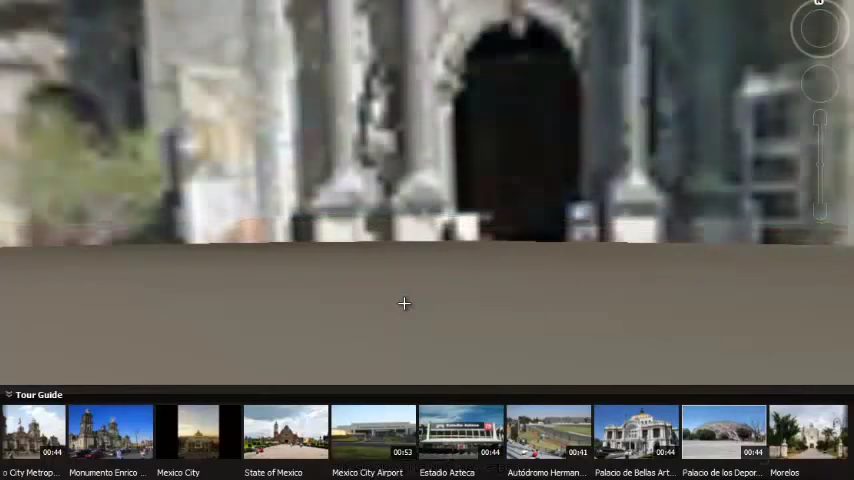 Tour Guide
00:44
00:53
00:44
00:41
00:44
00:44
o City Metrop...
Monumento Enrico ...
Mexico City
State of Mexico
Mexico City Airport
Estadio Azteca
Autódromo Herman...
Palacio de Bellas Art...
Palacio de los Depor...
Morelos